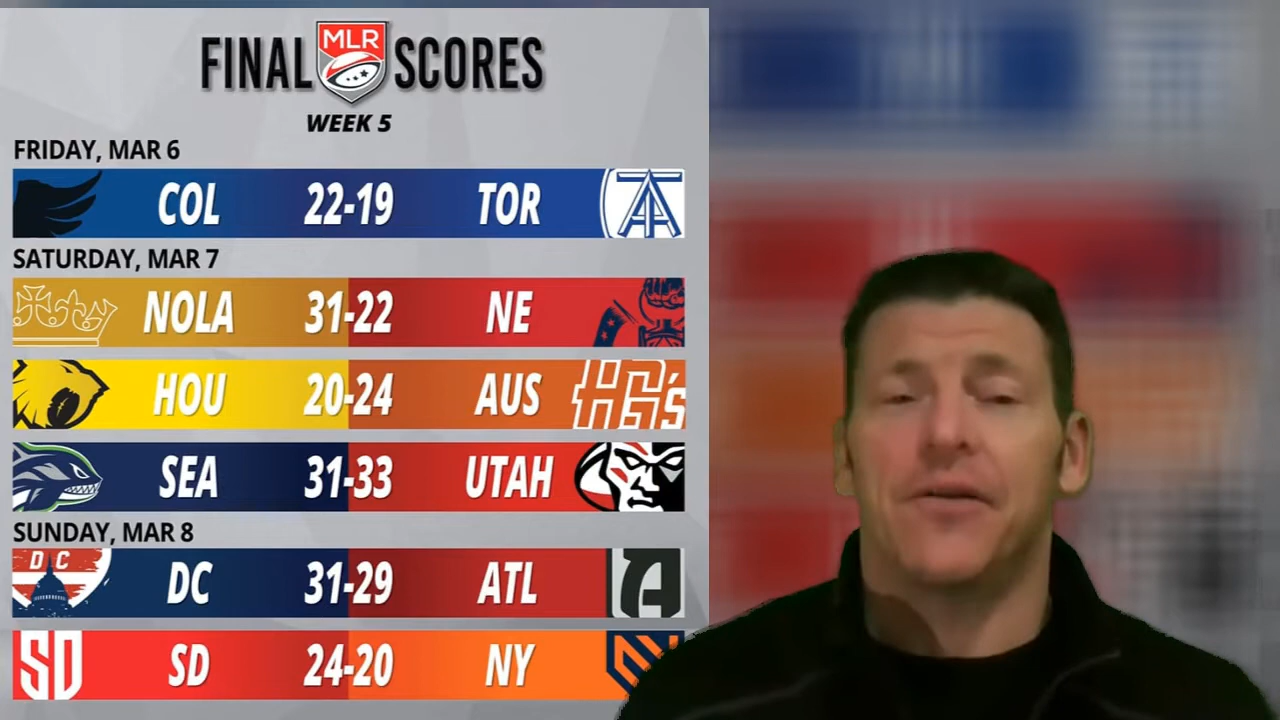 FINAL MLR SCORES
WEEK 5
FRIDAY, MAR 6
COL 22-19 TOR
SATURDAY, MAR 7
NOLA 31-22 NE
HOU 20-24 AUS HG's
SEA 31-33 UTAH
SUNDAY, MAR 8
DC DC 31-29 ATL
SD SD 24-20 NY